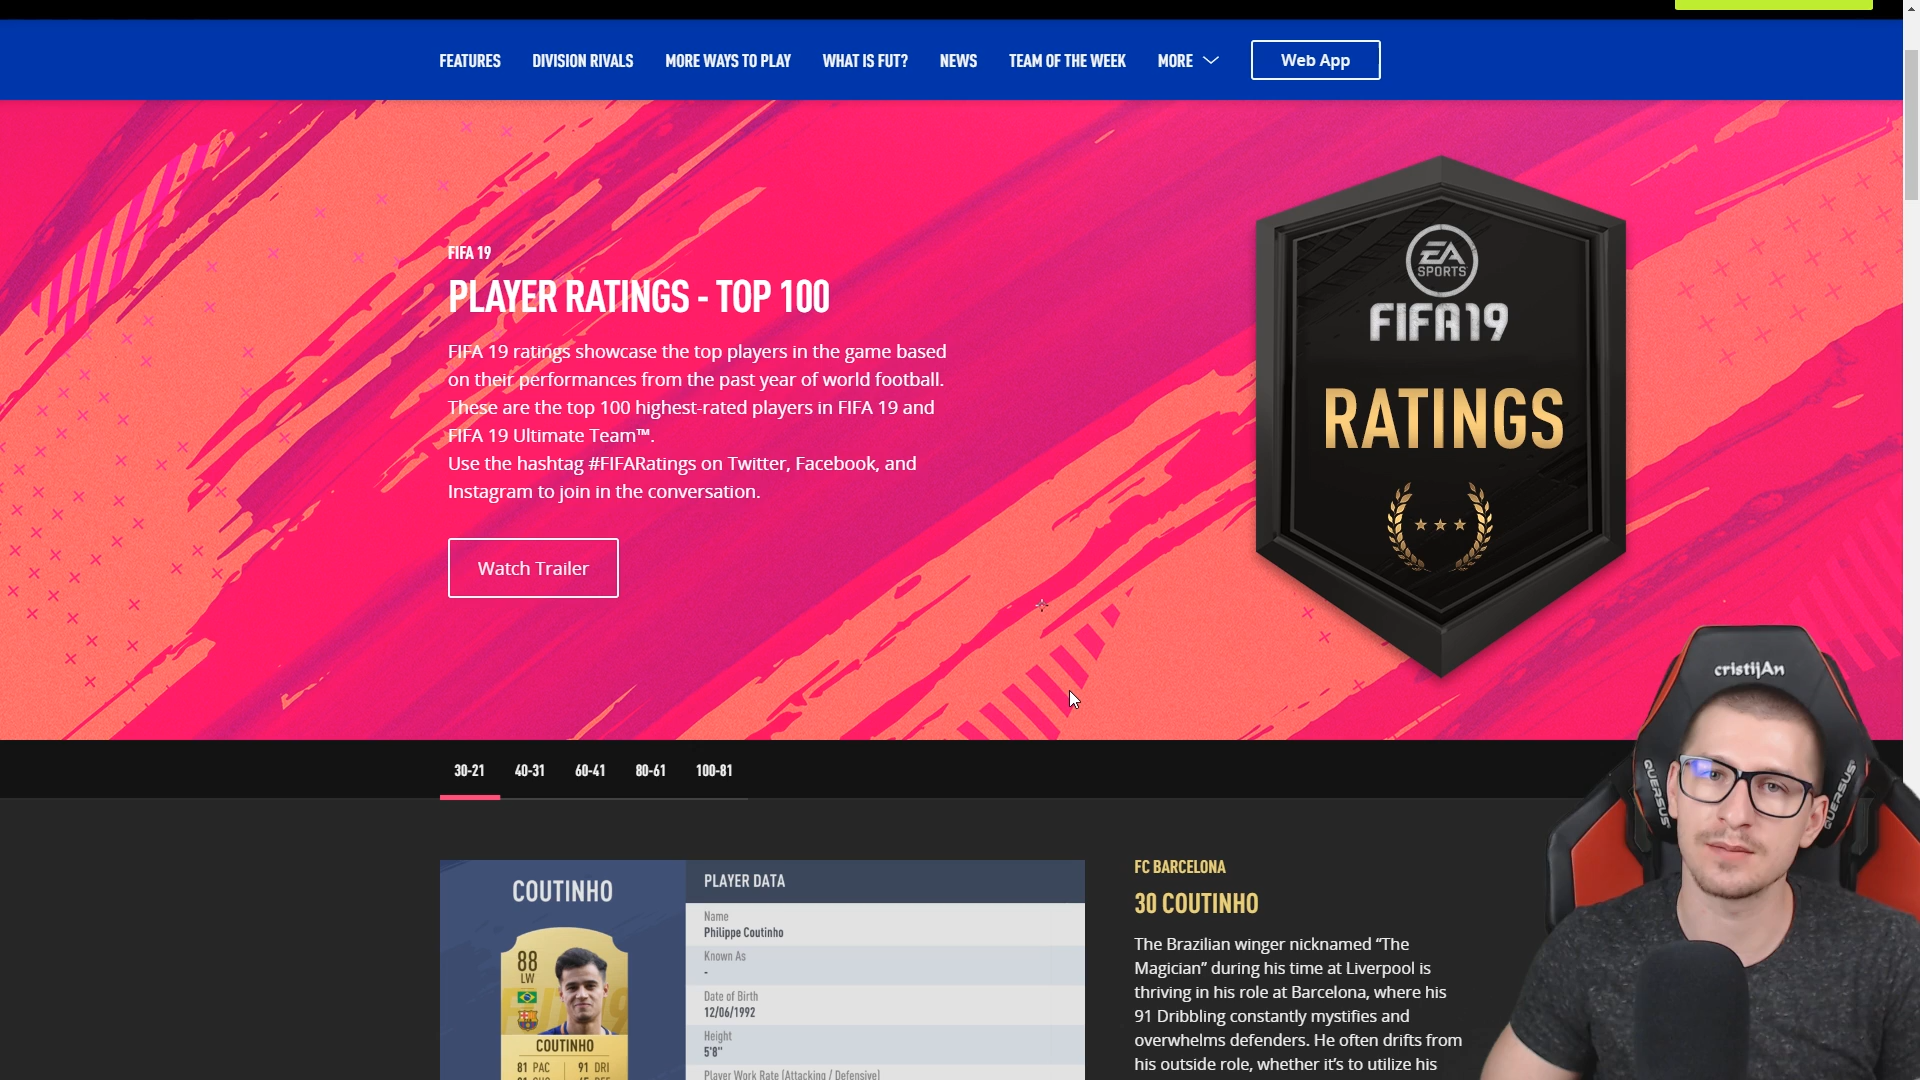 FEATURES DIVISION RIVALS MORE WAYS TO PLAY WHAT IS FUT? NEWS TEAM OF THE WEEK MORE Web App
FIFA 19
PLAYER RATINGS - TOP 100
FIFA 19 ratings showcase the top players in the game based
on their performances from the past year of world football.
These are the top 100 highest-rated players in FIFA 19 and
FIFA 19 Ultimate Team™.
Use the hashtag #FIFARatings on Twitter, Facebook, and
Instagram to join in the conversation.
Watch Trailer
EA
SPORTS
FIFA 19
RATINGS
cristijAn
QUERSUS
QUERSUS
30-21 40-31 60-41 80-61 100-81
COUTINHO
88
LW
COUTINHO
81 PAC 91 DRI
PLAYER DATA
Name
Philippe Coutinho
Known As
-
Date of Birth
12/06/1992
Height
5'8"
Player Work Rate (Attacking / Defensive)
FC BARCELONA
30 COUTINHO
The Brazilian winger nicknamed “The
Magician” during his time at Liverpool is
thriving in his role at Barcelona, where his
91 Dribbling constantly mystifies and
overwhelms defenders. He often drifts from
his outside role, whether it’s to utilize his